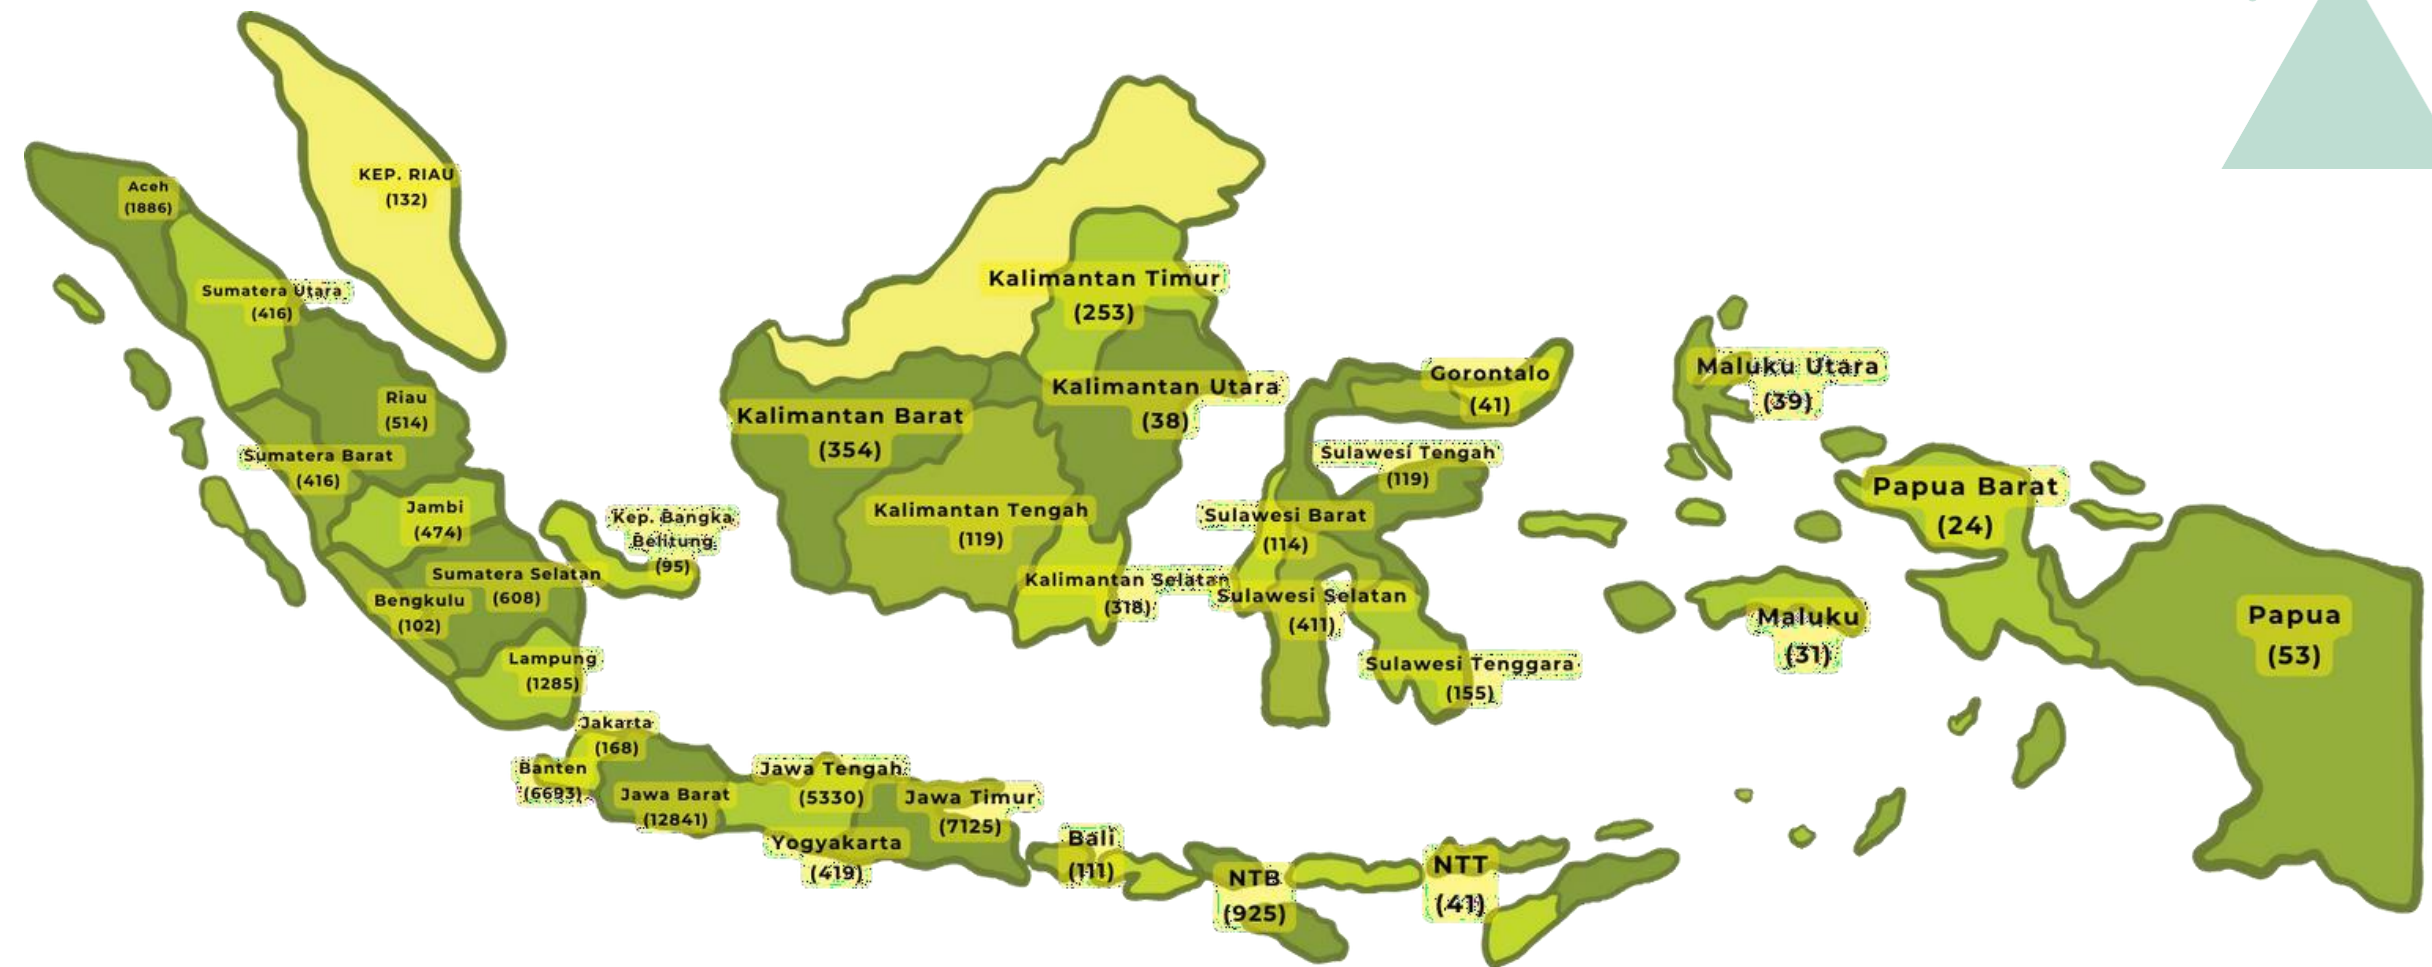 Aceh
(1886)
KEP. RIAU
(132)
Sumatera Utara
(416)
Riau
(514)
Sumatera Barat
(416)
Jambi
(474)
Kep. Bangka
Belitung
(95)
Sumatera Selatan
(608)
Bengkulu
(102)
Lampung
(1285)
Jakarta
(168)
Banten
(6693)
Jawa Barat
(12841)
Jawa Tengah
(5330)
Yogyakarta
(419)
Jawa Timur
(7125)
Bali
(111)
NTB
(925)
NTT
(41)
Kalimantan Timur
(253)
Kalimantan Utara
(38)
Kalimantan Barat
(354)
Kalimantan Tengah
(119)
Kalimantan Selatan
(318)
Gorontalo
(41)
Sulawesi Tengah
(119)
Sulawesi Barat
(114)
Sulawesi Selatan
(411)
Sulawesi Tenggara
(155)
Maluku Utara
(39)
Maluku
(31)
Papua Barat
(24)
Papua
(53)